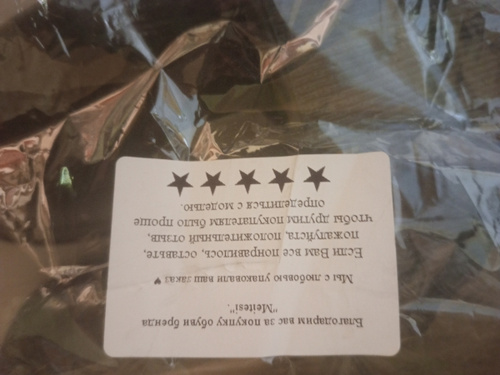 Благодарим вас за покупку обуви бренда
"Meitesi".
Мы с любовью упаковали ваш заказ ♥
Если Вам все понравилось, оставьте,
пожалуйста, положительный отзыв,
чтобы другим покупателям было проще
определиться с моделью.
★ ★ ★ ★ ★